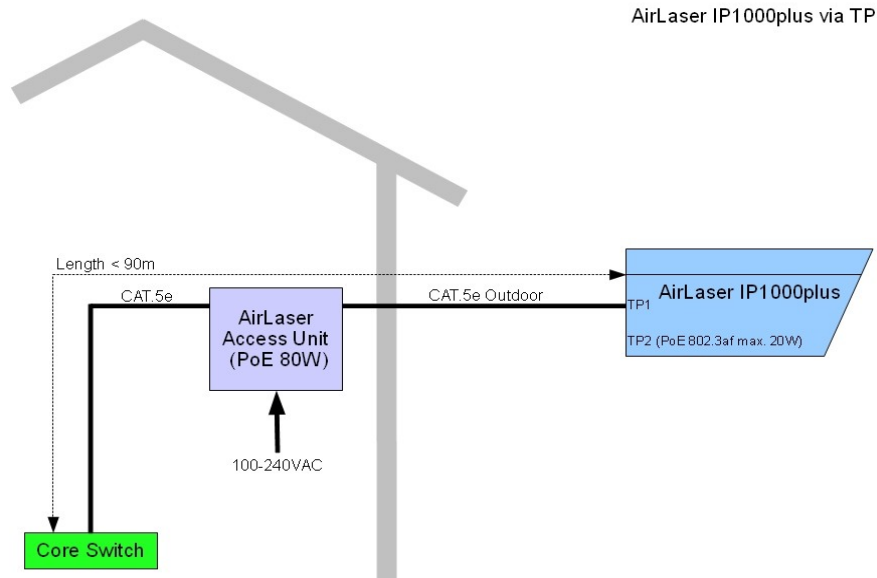 AirLaser IP1000plus via TP
Length < 90m
CAT.5e
CAT.5e Outdoor
AirLaser
Access Unit
(PoE 80W)
AirLaser IP1000plus
TP1
TP2 (PoE 802.3af max. 20W)
100-240VAC
Core Switch